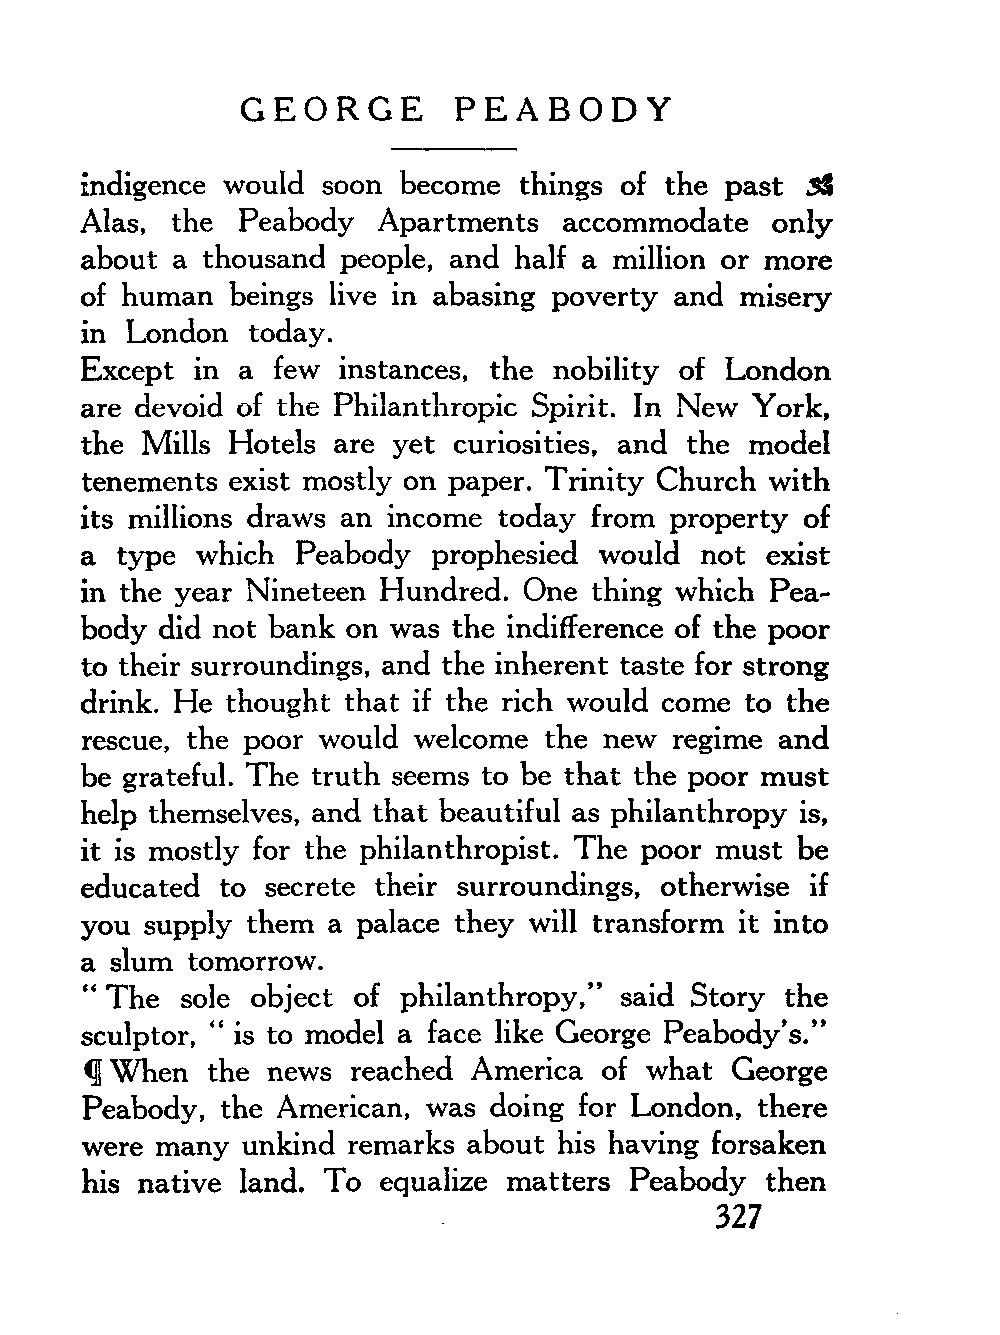 GEORGE PEABODY
indigence would soon become things of the past
Alas, the Peabody Apartments accommodate only
about a thousand people, and half a million or more
of human beings live in abasing poverty and misery
in London today.
Except in a few instances, the nobility of London
are devoid of the Philanthropic Spirit. In New York,
the Mills Hotels are yet curiosities, and the model
tenements exist mostly on paper. Trinity Church with
its millions draws an income today from property of
a type which Peabody prophesied would not exist
in the year Nineteen Hundred. One thing which Pea-
body did not bank on was the indifference of the poor
to their surroundings, and the inherent taste for strong
drink. He thought that if the rich would come to the
rescue, the poor would welcome the new regime and
be grateful. The truth seems to be that the poor must
help themselves, and that beautiful as philanthropy is,
it is mostly for the philanthropist. The poor must be
educated to secrete their surroundings, otherwise if
you supply them a palace they will transform it into
a slum tomorrow.
“ The sole object of philanthropy,” said Story the
sculptor, “ is to model a face like George Peabody's.”
¶ When the news reached America of what George
Peabody, the American, was doing for London, there
were many unkind remarks about his having forsaken
his native land. To equalize matters Peabody then
327